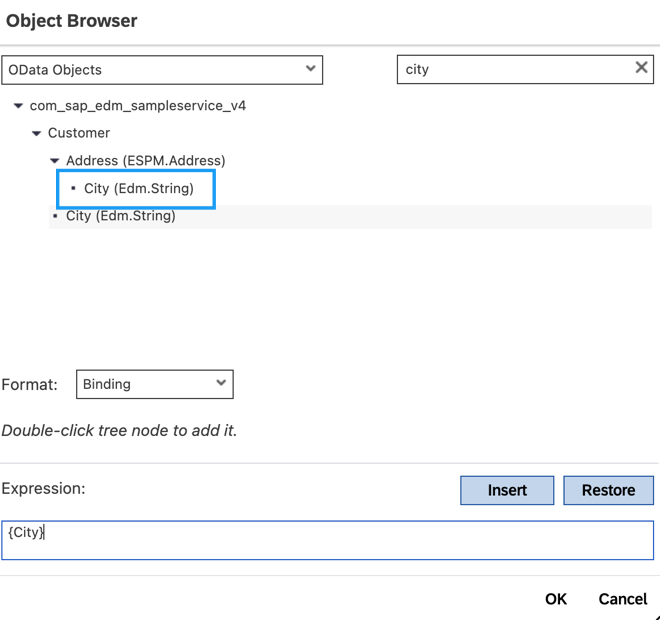 Object Browser
OData Objects
city
com_sap_edm_sampleservice_v4
Customer
Address (ESPM.Address)
City (Edm.String)
City (Edm.String)
Format:
Binding
Double-click tree node to add it.
Expression:
Insert
Restore
{City}
OK
Cancel